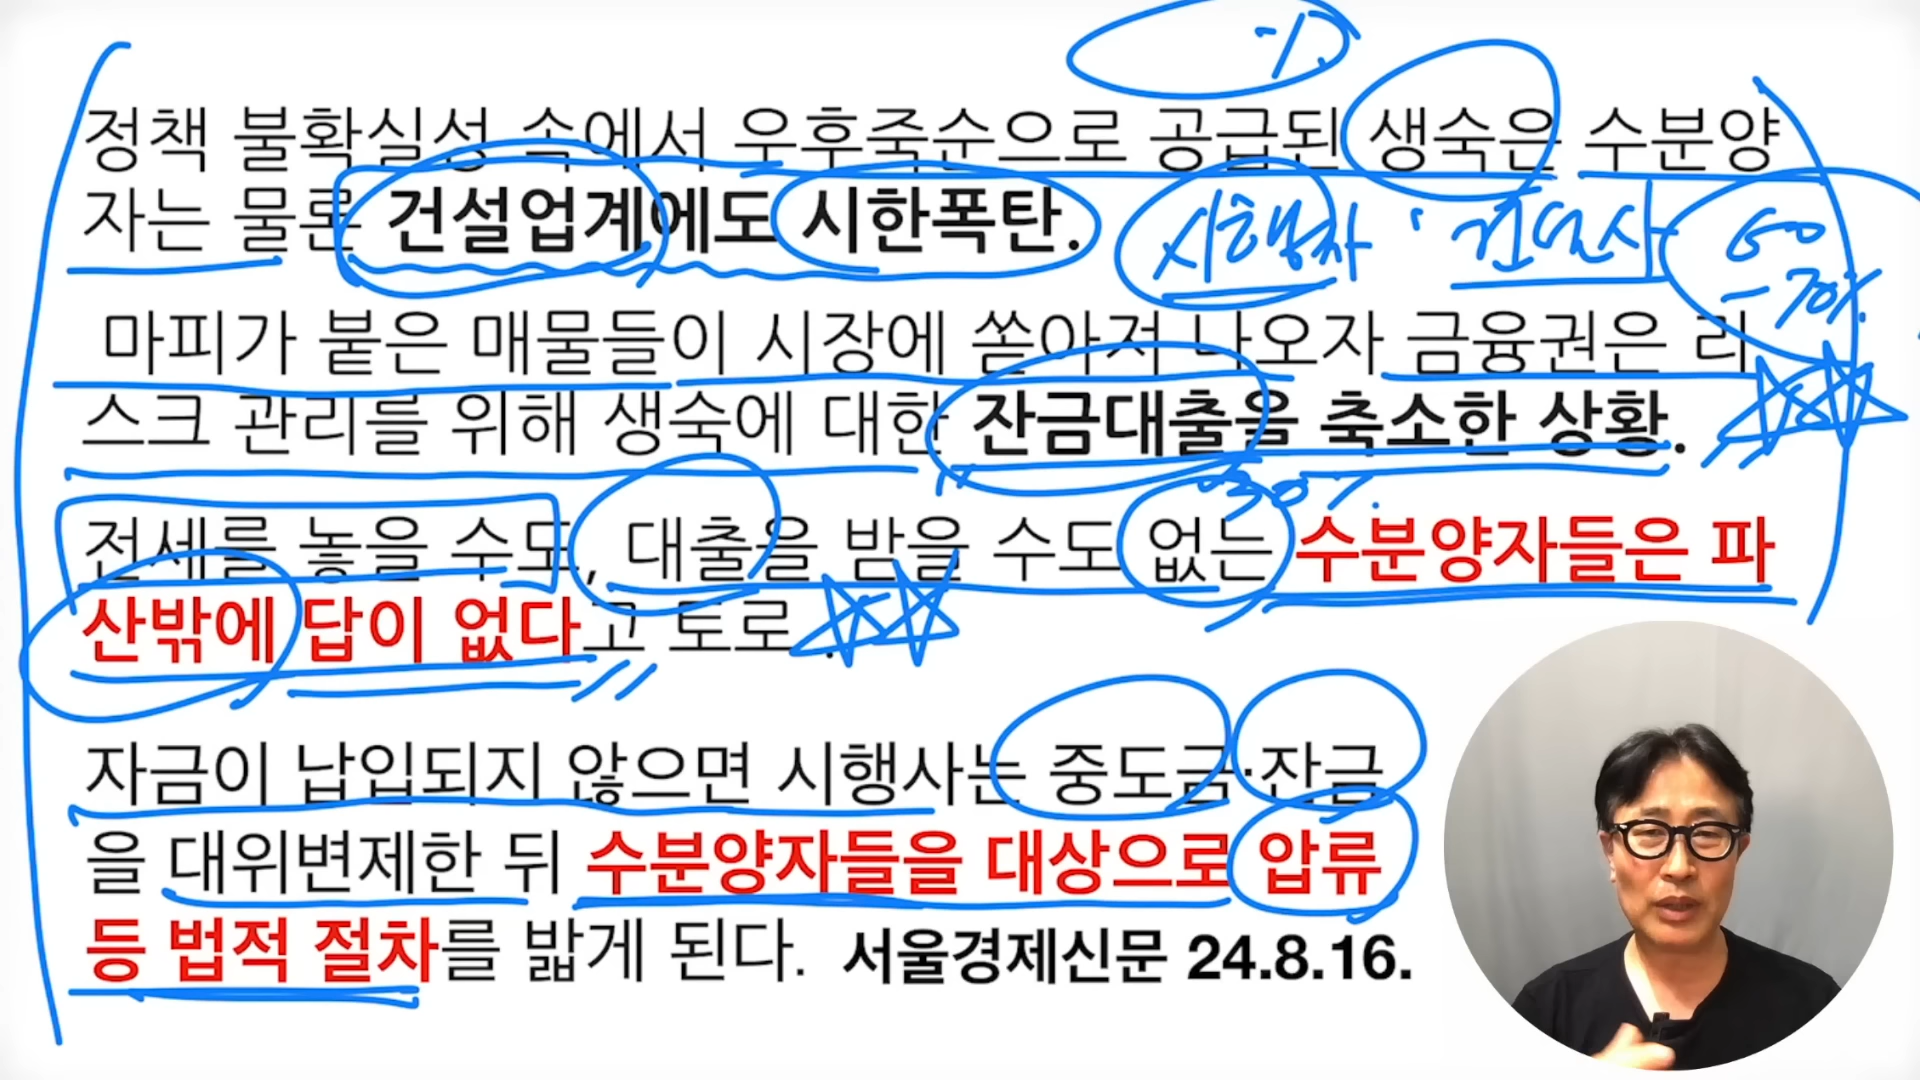 %
정책 불확실성 속에서 우후죽순으로 공급된 생숙은 수분양
자는 물론 건설업계에도 시한폭탄. 시행사, 건설사 60
-70%
마피가 붙은 매물들이 시장에 쏟아져 나오자 금융권은 리
스크 관리를 위해 생숙에 대한 잔금대출을 축소한 상황.
30%.
전세를 놓을 수도, 대출을 받을 수도 없는 수분양자들은 파
산밖에 답이 없다고 토로.
자금이 납입되지 않으면 시행사는 중도금·잔금
을 대위변제한 뒤 수분양자들을 대상으로 압류
등 법적 절차를 밟게 된다. 서울경제신문 24.8.16.